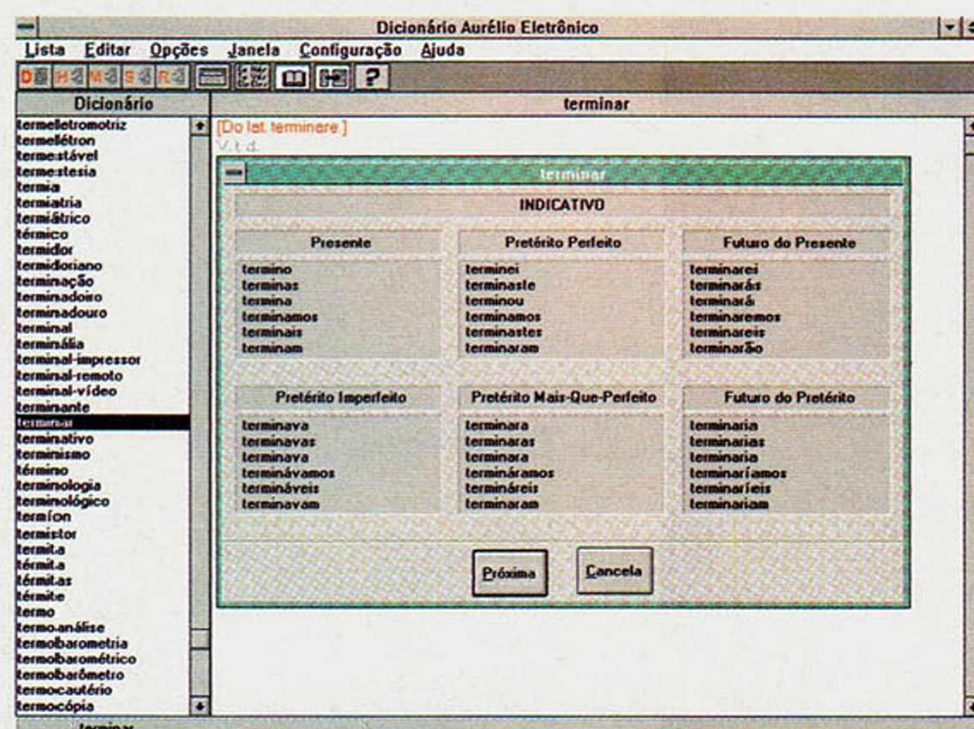 Dicionário Aurélio Eletrônico
Lista Editar Opções Janela Configuração Ajuda
D H M S R ?
Dicionário
termeletromotriz
termelétron
termestável
termestesia
termia
termiatria
termiátrico
térmico
termidor
termidoriano
terminação
terminadoiro
terminadouro
terminal
terminália
terminal-impressor
terminal-remoto
terminal-vídeo
terminante
terminar
terminativo
terminismo
término
terminologia
terminológico
termíon
termistor
termita
térmita
térmitas
térmite
termo
termoanálise
termobarometria
termobarométrico
termobarômetro
termocautério
termocópia
terminar
[Do lat. terminare.]
V. t. d.
terminar
INDICATIVO
Presente
termino
terminas
termina
terminamos
terminais
terminam
Pretérito Perfeito
terminei
terminaste
terminou
terminamos
terminastes
terminaram
Futuro do Presente
terminarei
terminarás
terminará
terminaremos
terminareis
terminarão
Pretérito Imperfeito
terminava
terminavas
terminava
terminávamos
termináveis
terminavam
Pretérito Mais-Que-Perfeito
terminara
terminaras
terminara
termináramos
termináreis
terminaram
Futuro do Pretérito
terminaria
terminarias
terminaria
terminaríamos
terminaríeis
terminariam
Próxima Cancela
terminar